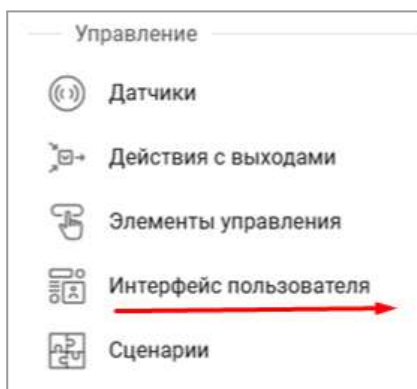 Управление
Датчики
Действия с выходами
Элементы управления
Интерфейс пользователя
Сценарии